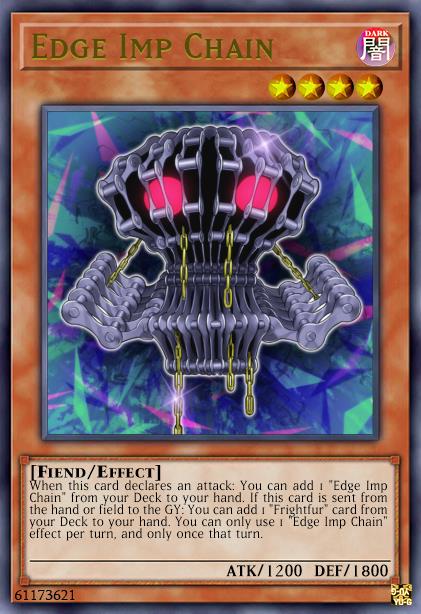 Edge Imp Chain
DARK
闇
[Fiend/Effect]
When this card declares an attack: You can add 1 "Edge Imp
Chain" from your Deck to your hand. If this card is sent from
the hand or field to the GY: You can add 1 "Frightfur" card from
your Deck to your hand. You can only use 1 "Edge Imp Chain"
effect per turn, and only once that turn.
ATK/1200 DEF/1800
61173621